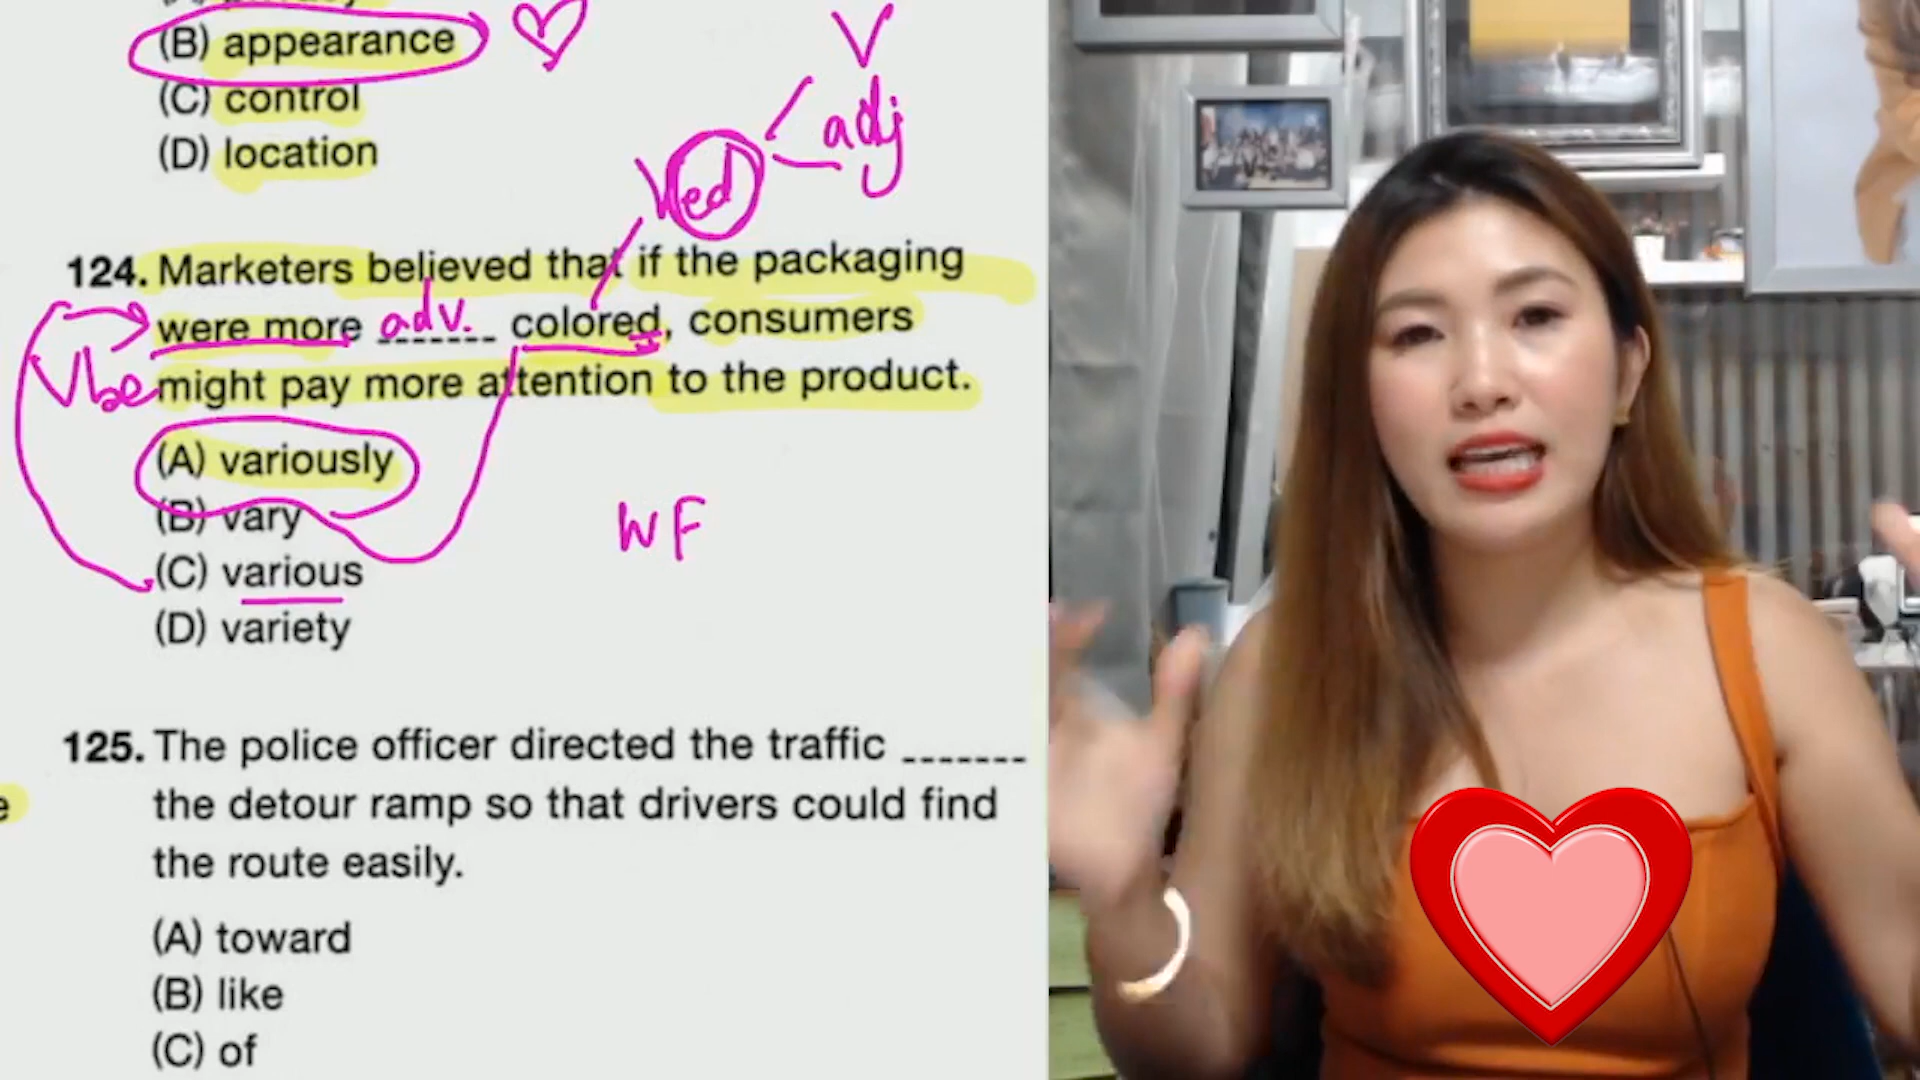 (B) appearance
(C) control
(D) location
V
adj
Ved
124. Marketers believed that if the packaging
were more adv. ------- colored, consumers
Vbe might pay more attention to the product.
(A) variously
(B) vary
(C) various
(D) variety
WF
125. The police officer directed the traffic -------
the detour ramp so that drivers could find
the route easily.
(A) toward
(B) like
(C) of
e